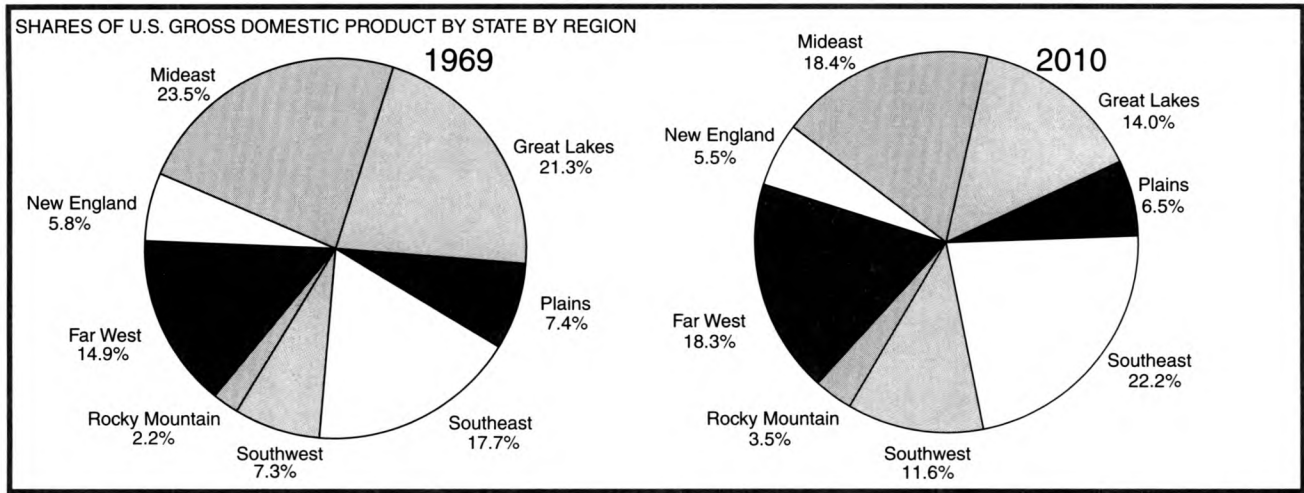 SHARES OF U.S. GROSS DOMESTIC PRODUCT BY STATE BY REGION
1969
Mideast
23.5%
Great Lakes
21.3%
New England
5.8%
Plains
7.4%
Far West
14.9%
Rocky Mountain
2.2%
Southwest
7.3%
Southeast
17.7%
2010
Mideast
18.4%
Great Lakes
14.0%
New England
5.5%
Plains
6.5%
Far West
18.3%
Southeast
22.2%
Rocky Mountain
3.5%
Southwest
11.6%